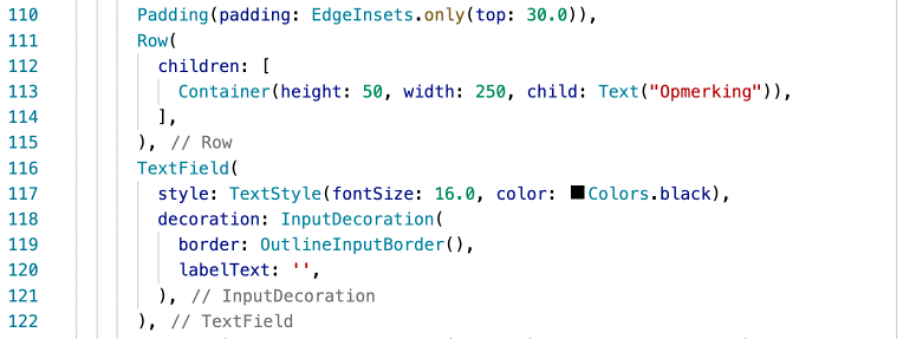 110 Padding(padding: EdgeInsets.only(top: 30.0)),
111 Row(
112 children: [
113 Container(height: 50, width: 250, child: Text("Opmerking")),
114 ],
115 ), // Row
116 TextField(
117 style: TextStyle(fontSize: 16.0, color: Colors.black),
118 decoration: InputDecoration(
119 border: OutlineInputBorder(),
120 labelText: '',
121 ), // InputDecoration
122 ), // TextField